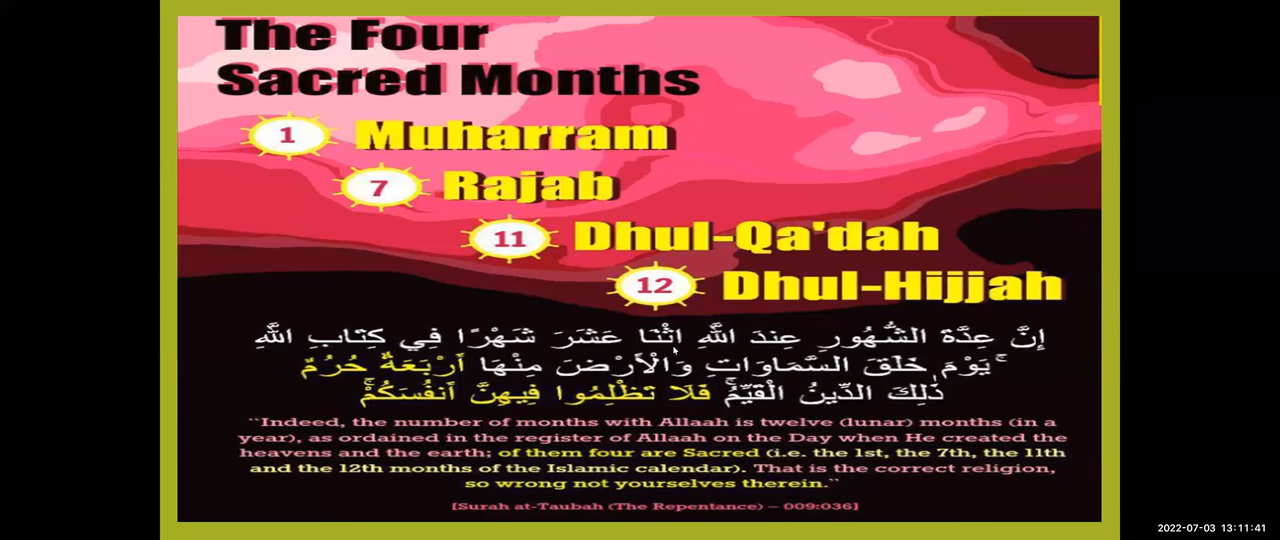 The Four
Sacred Months
1 Muharram
7 Rajab
11 Dhul-Qa'dah
12 Dhul-Hijjah
إِنَّ عِدَّةَ الشُّهُورِ عِندَ اللَّهِ اثْنَا عَشَرَ شَهْرًا فِي كِتَابِ اللَّهِ
يَوْمَ خَلَقَ السَّمَاوَاتِ وَالْأَرْضَ مِنْهَا أَرْبَعَةٌ حُرُمٌ ۚ
ذَٰلِكَ الدِّينُ الْقَيِّمُ ۚ فَلَا تَظْلِمُوا فِيهِنَّ أَنفُسَكُمْ ۚ
"Indeed, the number of months with Allaah is twelve (lunar) months (in a
year), as ordained in the register of Allaah on the Day when He created the
heavens and the earth; of them four are Sacred (i.e. the 1st, the 7th, the 11th
and the 12th months of the Islamic calendar). That is the correct religion,
so wrong not yourselves therein."
[Surah at-Taubah (The Repentance) – 009:036]
2022-07-03 13:11:41